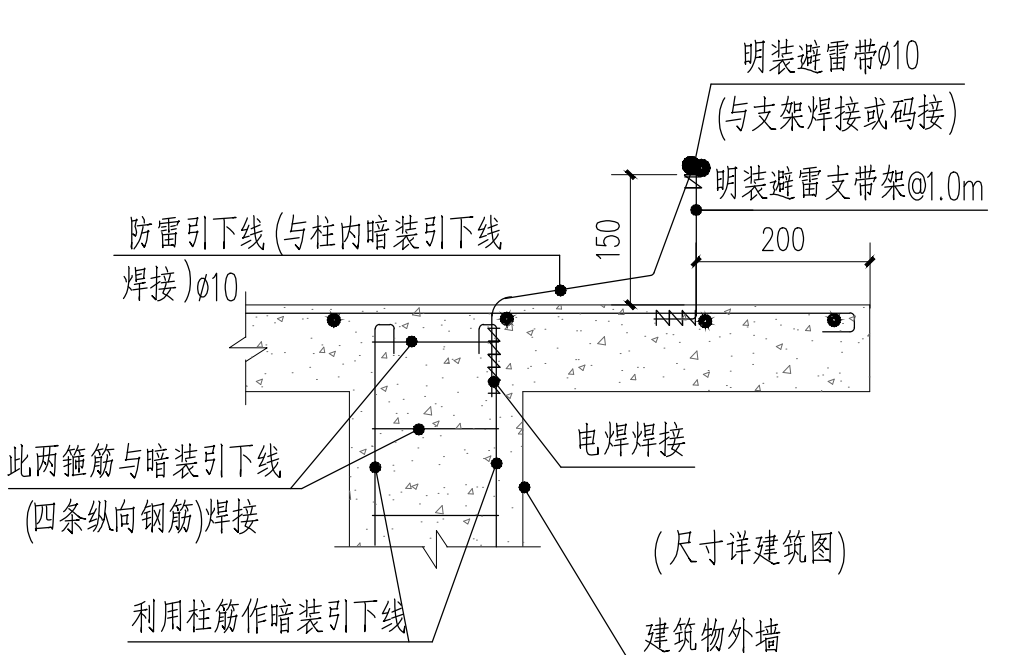 明装避雷带ø10
(与支架焊接或码接)
明装避雷支带架@1.0m
150
200
防雷引下线(与柱内暗装引下线
焊接)ø10
电焊焊接
此两箍筋与暗装引下线
(四条纵向钢筋)焊接
(尺寸详建筑图)
利用柱筋作暗装引下线
建筑物外墙